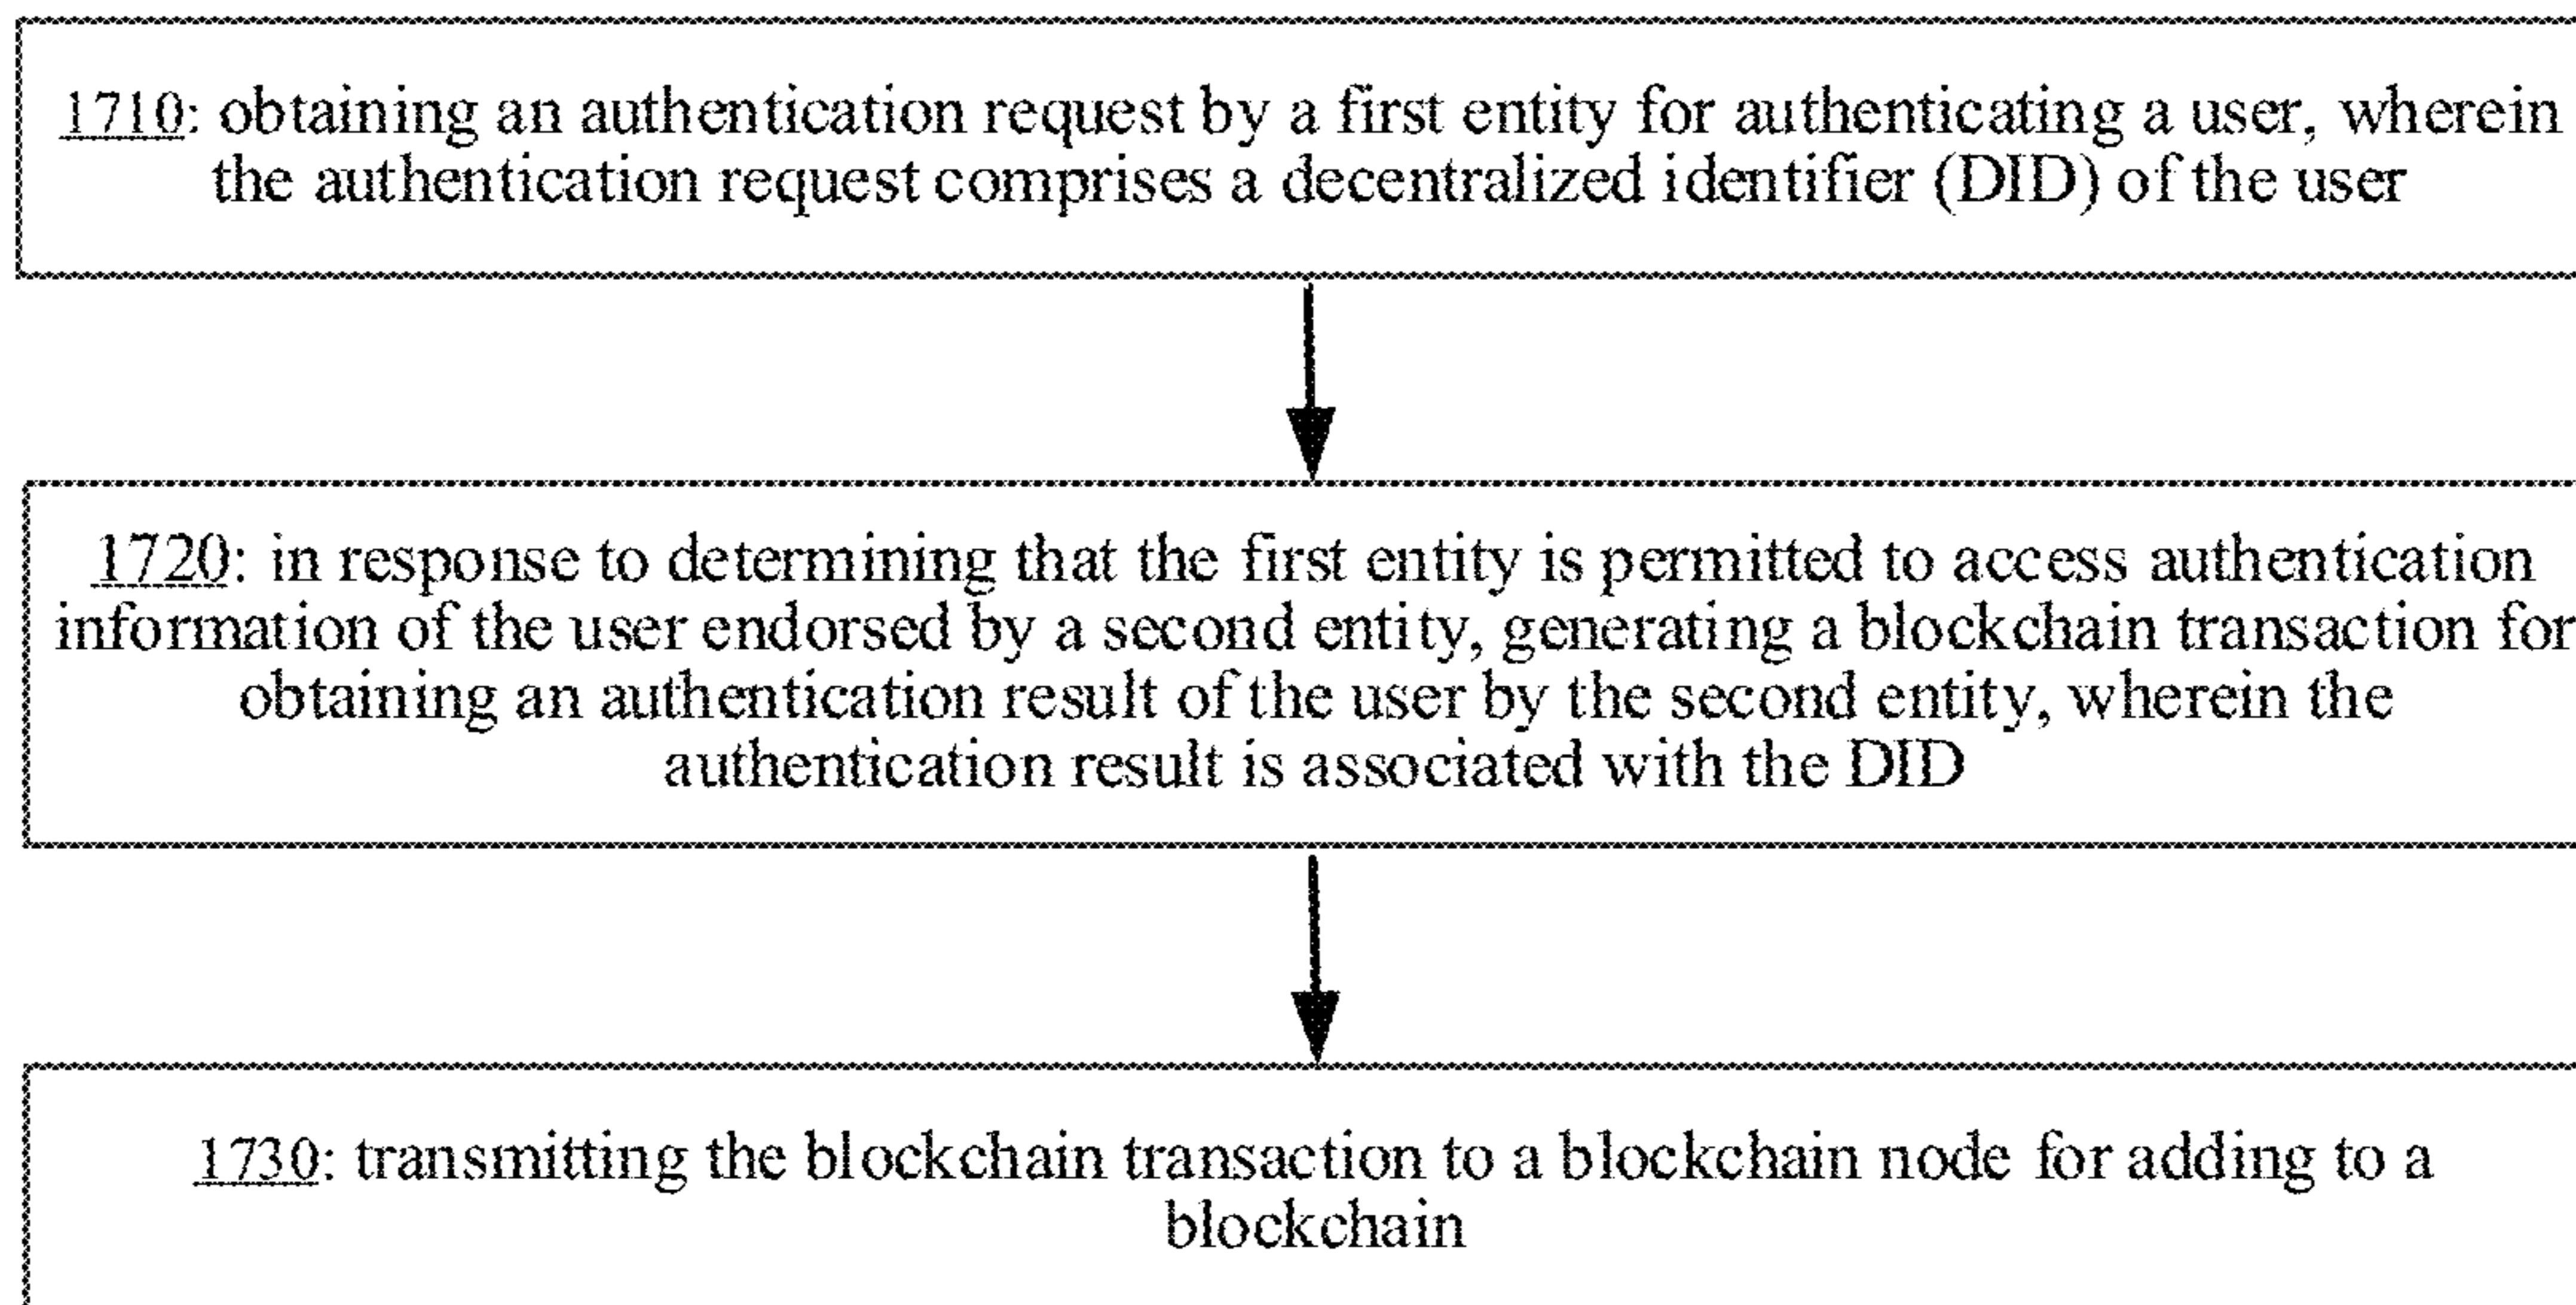 1710: obtaining an authentication request by a first entity for authenticating a user, wherein
the authentication request comprises a decentralized identifier (DID) of the user
1720: in response to determining that the first entity is permitted to access authentication
information of the user endorsed by a second entity, generating a blockchain transaction for
obtaining an authentication result of the user by the second entity, wherein the
authentication result is associated with the DID
1730: transmitting the blockchain transaction to a blockchain node for adding to a
blockchain